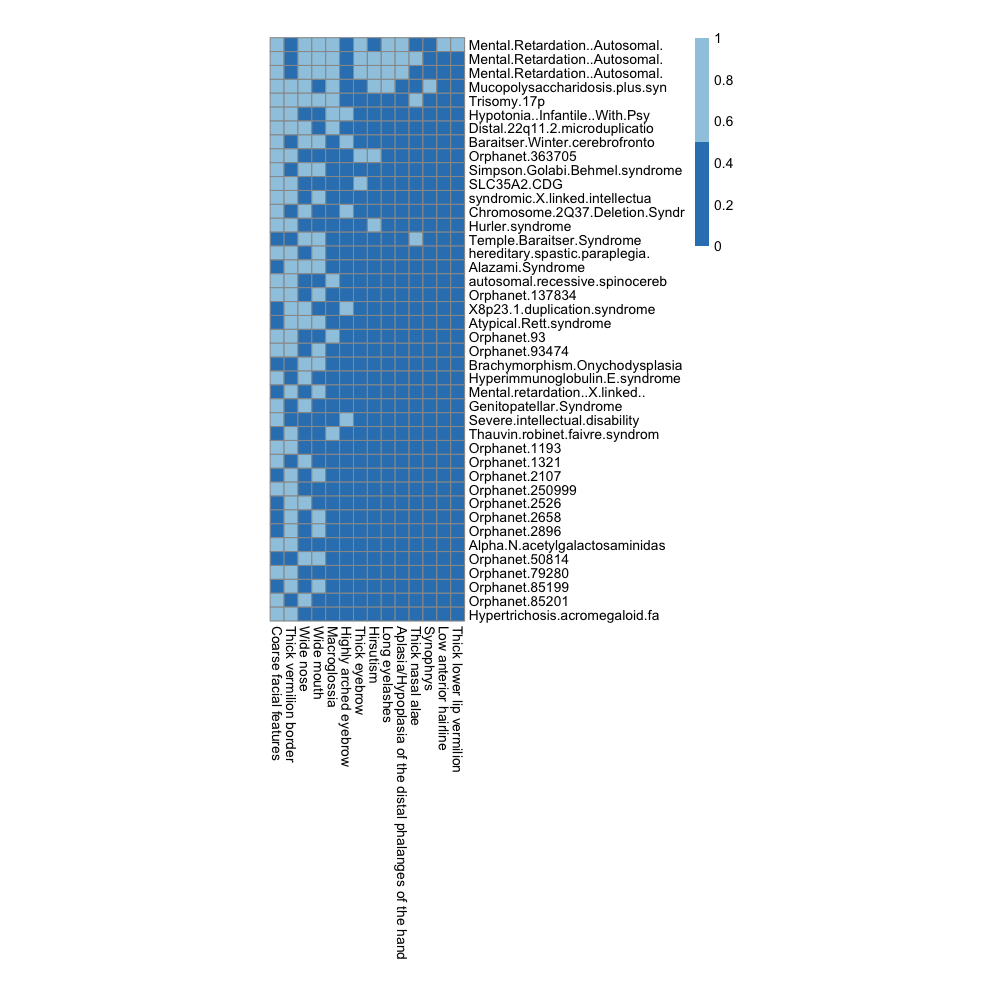 Mental.Retardation..Autosomal.
Mental.Retardation..Autosomal.
Mental.Retardation..Autosomal.
Mucopolysaccharidosis.plus.syn
Trisomy.17p
Hypotonia..Infantile..With.Psy
Distal.22q11.2.microduplicatio
Baraitser.Winter.cerebrofronto
Orphanet.363705
Simpson.Golabi.Behmel.syndrome
SLC35A2.CDG
syndromic.X.linked.intellectua
Chromosome.2Q37.Deletion.Syndr
Hurler.syndrome
Temple.Baraitser.Syndrome
hereditary.spastic.paraplegia.
Alazami.Syndrome
autosomal.recessive.spinocereb
Orphanet.137834
X8p23.1.duplication.syndrome
Atypical.Rett.syndrome
Orphanet.93
Orphanet.93474
Brachymorphism.Onychodysplasia
Hyperimmunoglobulin.E.syndrome
Mental.retardation..X.linked..
Genitopatellar.Syndrome
Severe.intellectual.disability
Thauvin.robinet.faivre.syndrom
Orphanet.1193
Orphanet.1321
Orphanet.2107
Orphanet.250999
Orphanet.2526
Orphanet.2658
Orphanet.2896
Alpha.N.acetylgalactosaminidas
Orphanet.50814
Orphanet.79280
Orphanet.85199
Orphanet.85201
Hypertrichosis.acromegaloid.fa
1
0.8
0.6
0.4
0.2
0
Coarse facial features
Thick vermilion border
Wide nose
Wide mouth
Macroglossia
Highly arched eyebrow
Thick eyebrow
Hirsutism
Long eyelashes
Aplasia/Hypoplasia of the distal phalanges of the hand
Thick nasal alae
Synophrys
Low anterior hairline
Thick lower lip vermilion